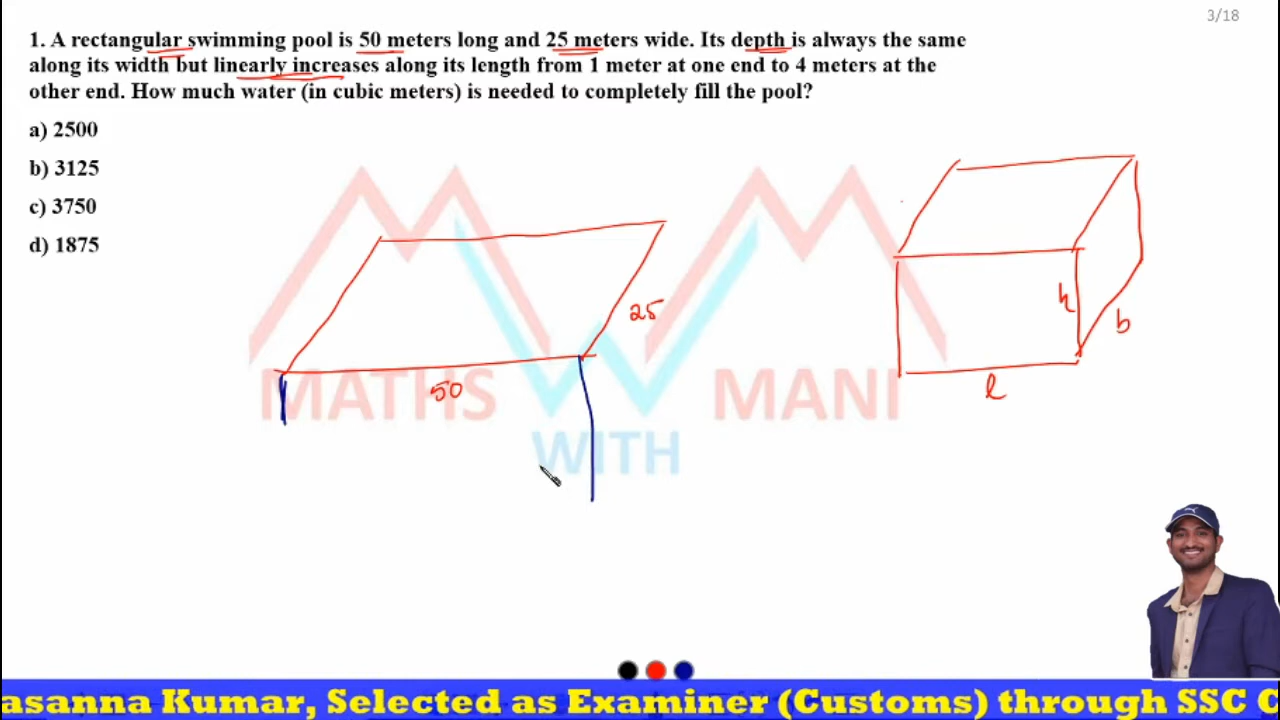 3/18
1. A rectangular swimming pool is 50 meters long and 25 meters wide. Its depth is always the same
along its width but linearly increases along its length from 1 meter at one end to 4 meters at the
other end. How much water (in cubic meters) is needed to completely fill the pool?
a) 2500
b) 3125
c) 3750
d) 1875
25
50
h
b
l
MATHS
WITH
MANI
asanna Kumar, Selected as Examiner (Customs) through SSC C